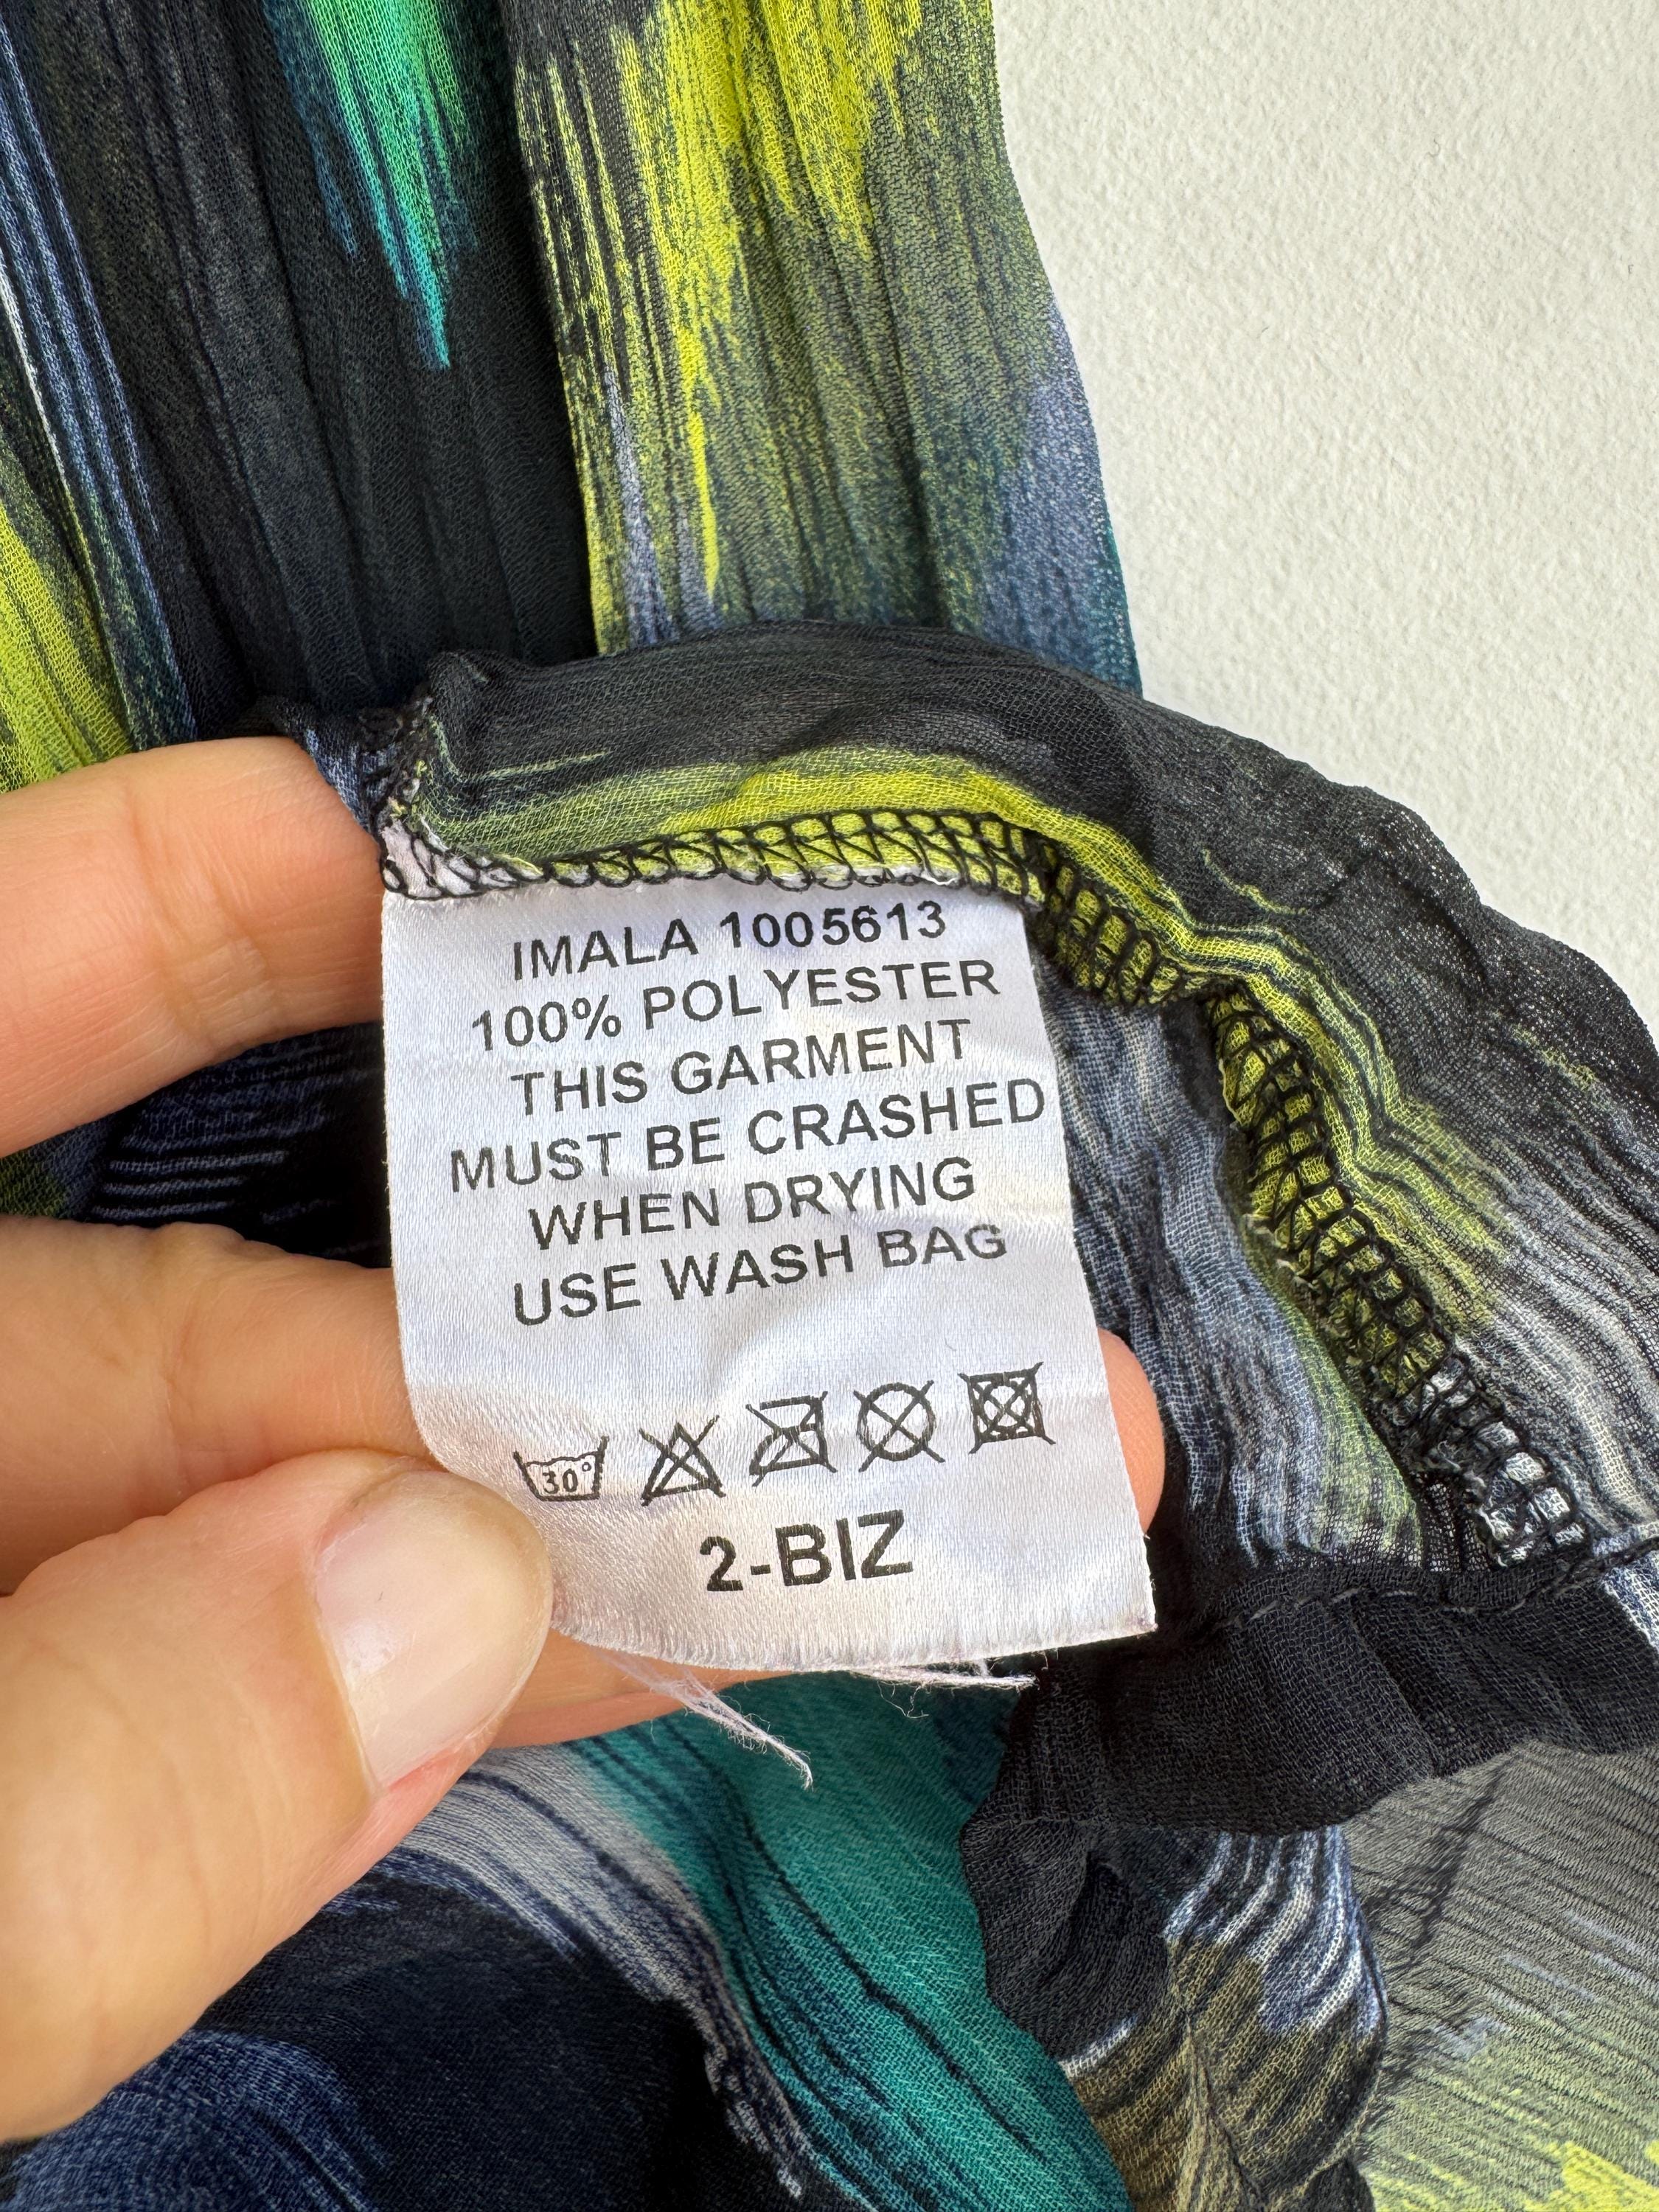 IMALA 1005613
100% POLYESTER
THIS GARMENT
MUST BE CRASHED
WHEN DRYING
USE WASH BAG
30°
2-BIZ